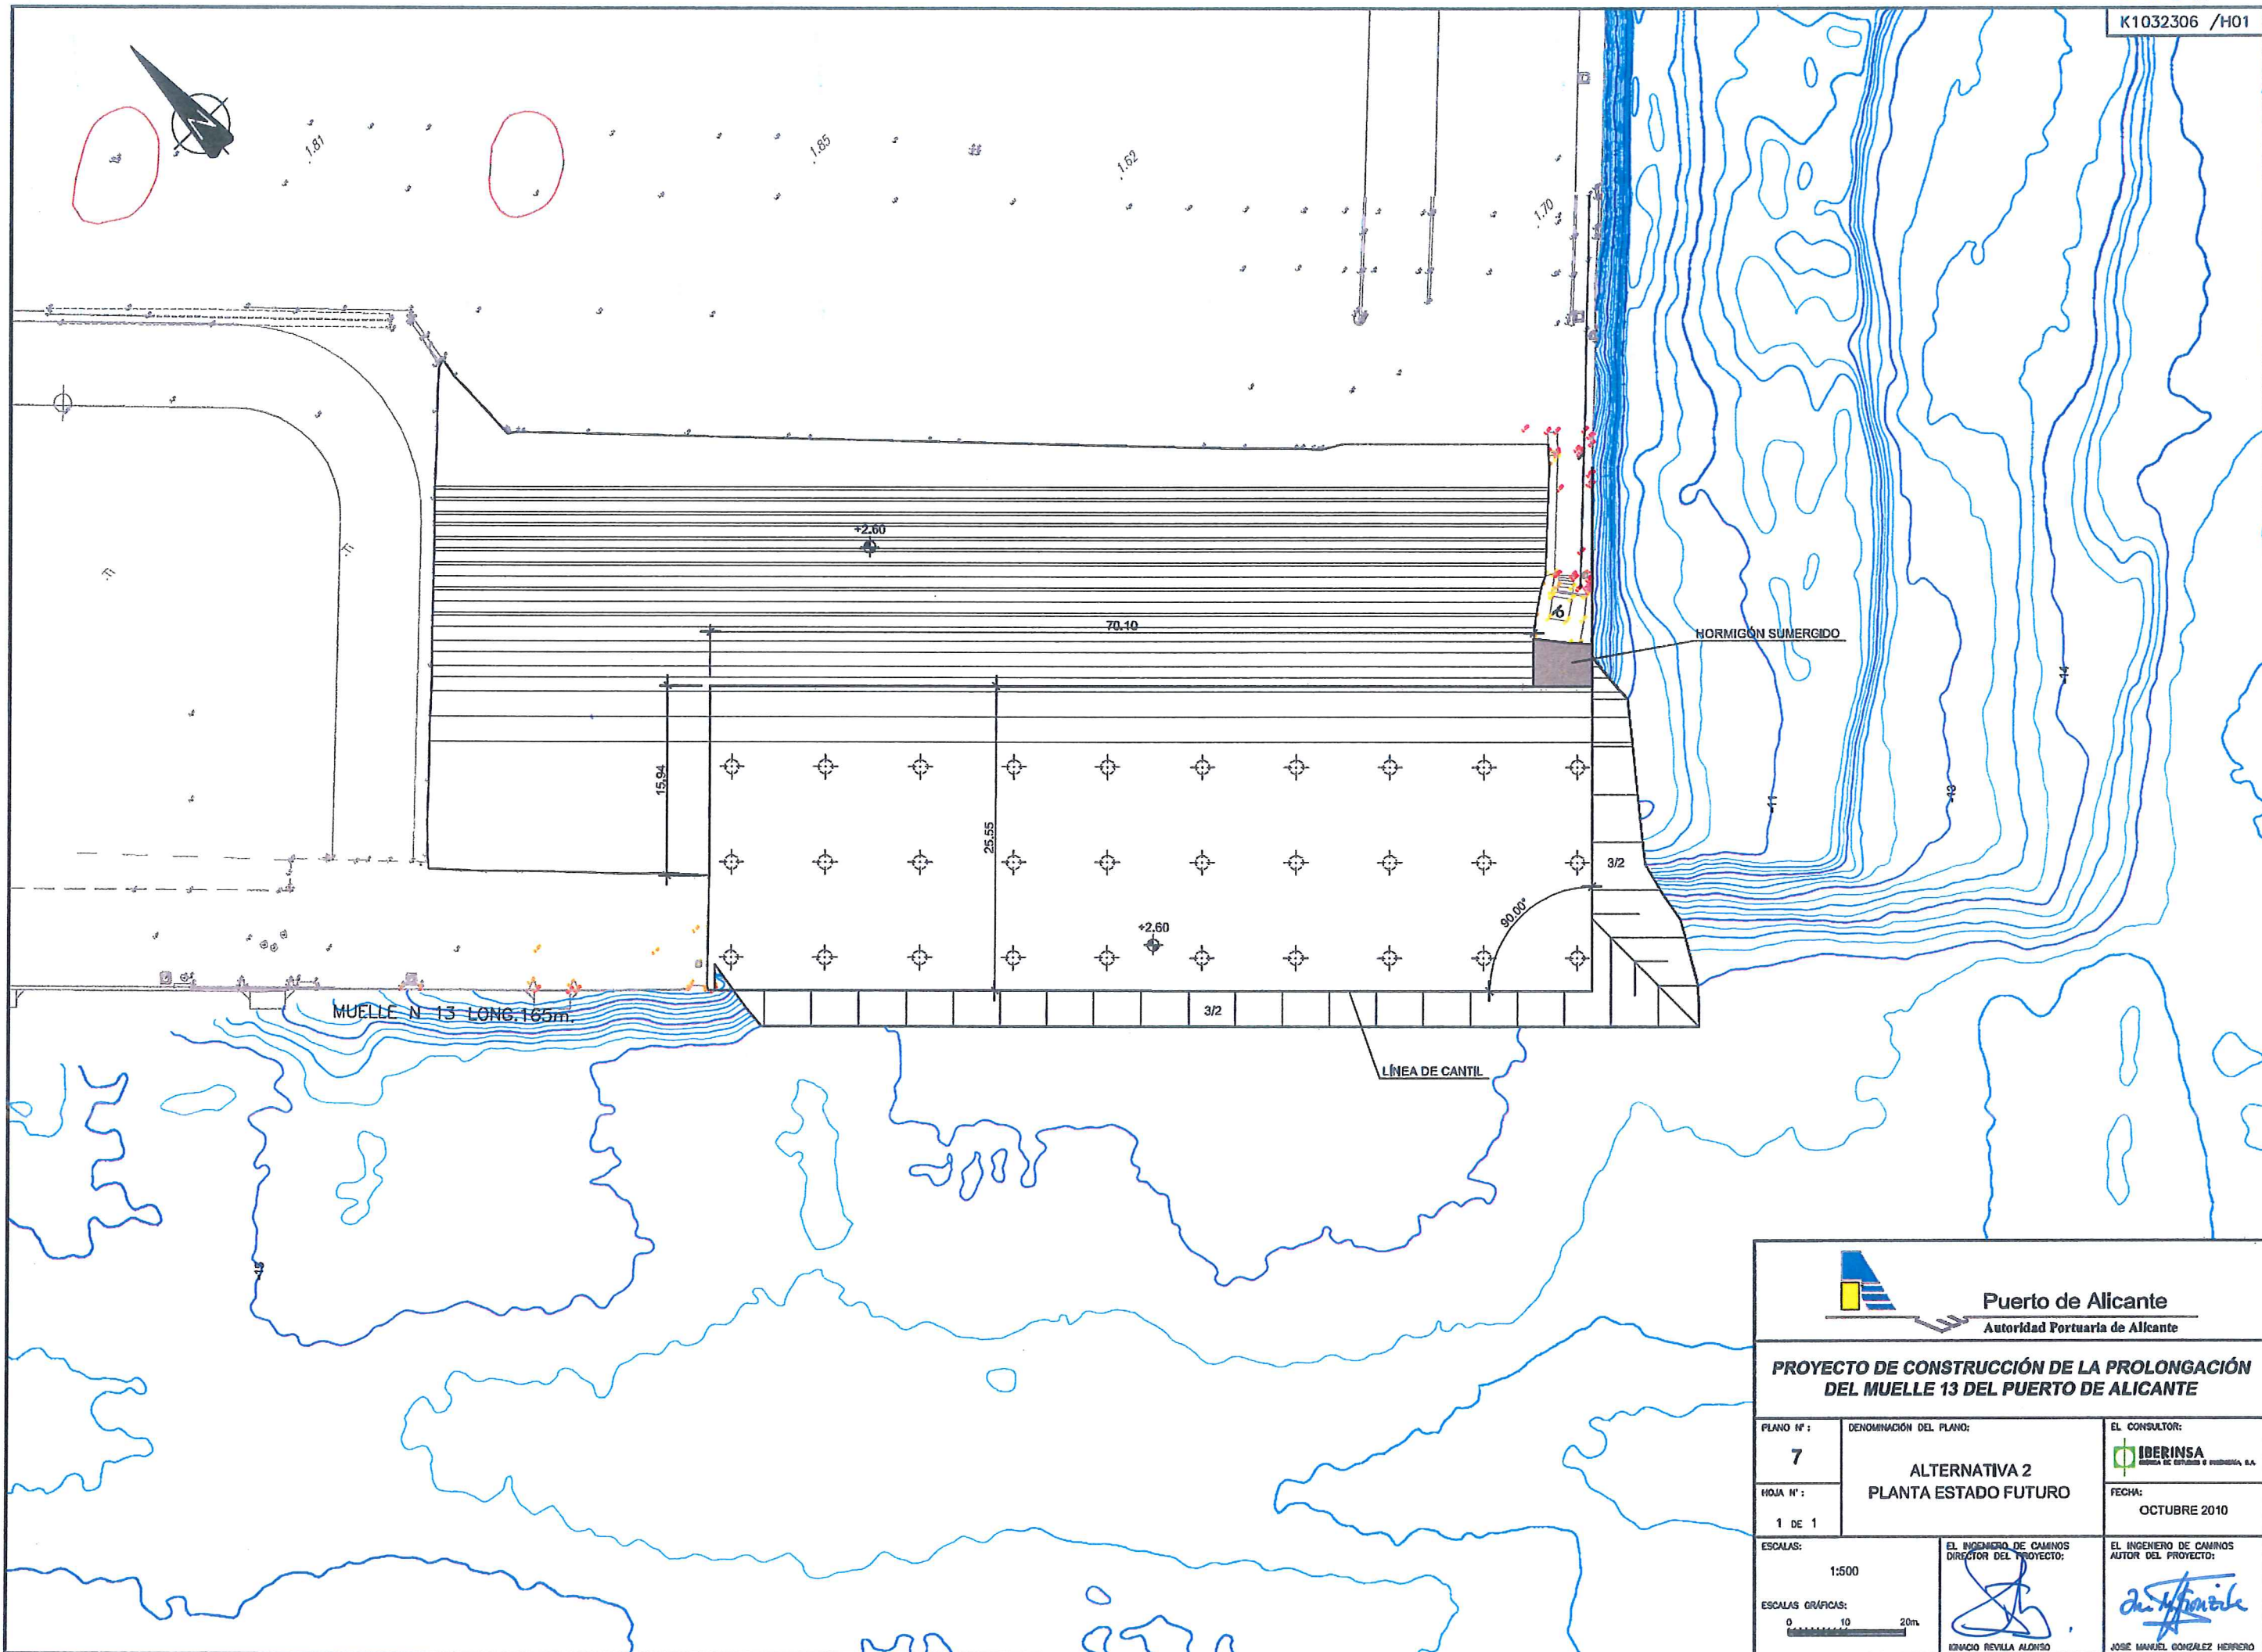 K1032306 /H01
N
1.81
1.85
1.62
1.70
+2.60
70.10
HORMIGÓN SUMERGIDO
15.94
25.55
-14
-11
-13
3/2
90.00°
+2.60
MUELLE N 13 LONG.165m.
3/2
LÍNEA DE CANTIL
-15
Puerto de Alicante
Autoridad Portuaria de Alicante
PROYECTO DE CONSTRUCCIÓN DE LA PROLONGACIÓN
DEL MUELLE 13 DEL PUERTO DE ALICANTE
PLANO Nº :
7
DENOMINACIÓN DEL PLANO:
ALTERNATIVA 2
PLANTA ESTADO FUTURO
EL CONSULTOR:
IBERINSA
HOJA Nº :
1 DE 1
FECHA:
OCTUBRE 2010
ESCALAS:
1:500
ESCALAS GRÁFICAS:
0 10 20m.
EL INGENIERO DE CAMINOS
DIRECTOR DEL PROYECTO:
IGNACIO REVILLA ALONSO
EL INGENIERO DE CAMINOS
AUTOR DEL PROYECTO:
JOSÉ MANUEL GONZÁLEZ HERRERO